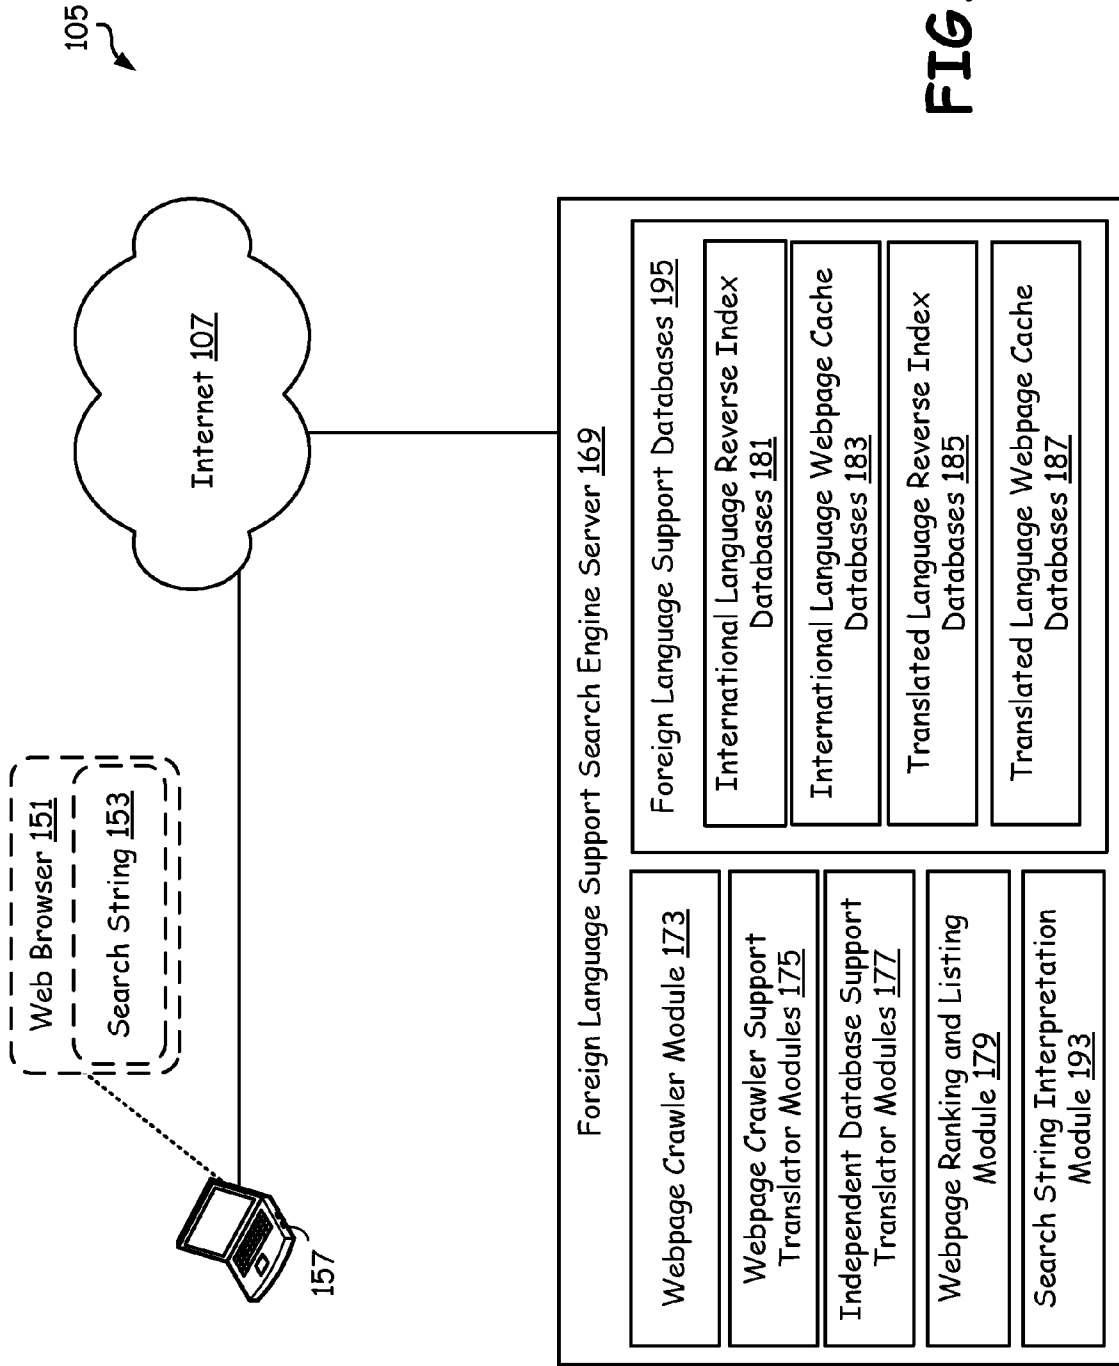 105
Web Browser 151
Search String 153
Internet 107
157
Foreign Language Support Search Engine Server 169
Webpage Crawler Module 173
Webpage Crawler Support
Translator Modules 175
Independent Database Support
Translator Modules 177
Webpage Ranking and Listing
Module 179
Search String Interpretation
Module 193
Foreign Language Support Databases 195
International Language Reverse Index
Databases 181
International Language Webpage Cache
Databases 183
Translated Language Reverse Index
Databases 185
Translated Language Webpage Cache
Databases 187
FIG.